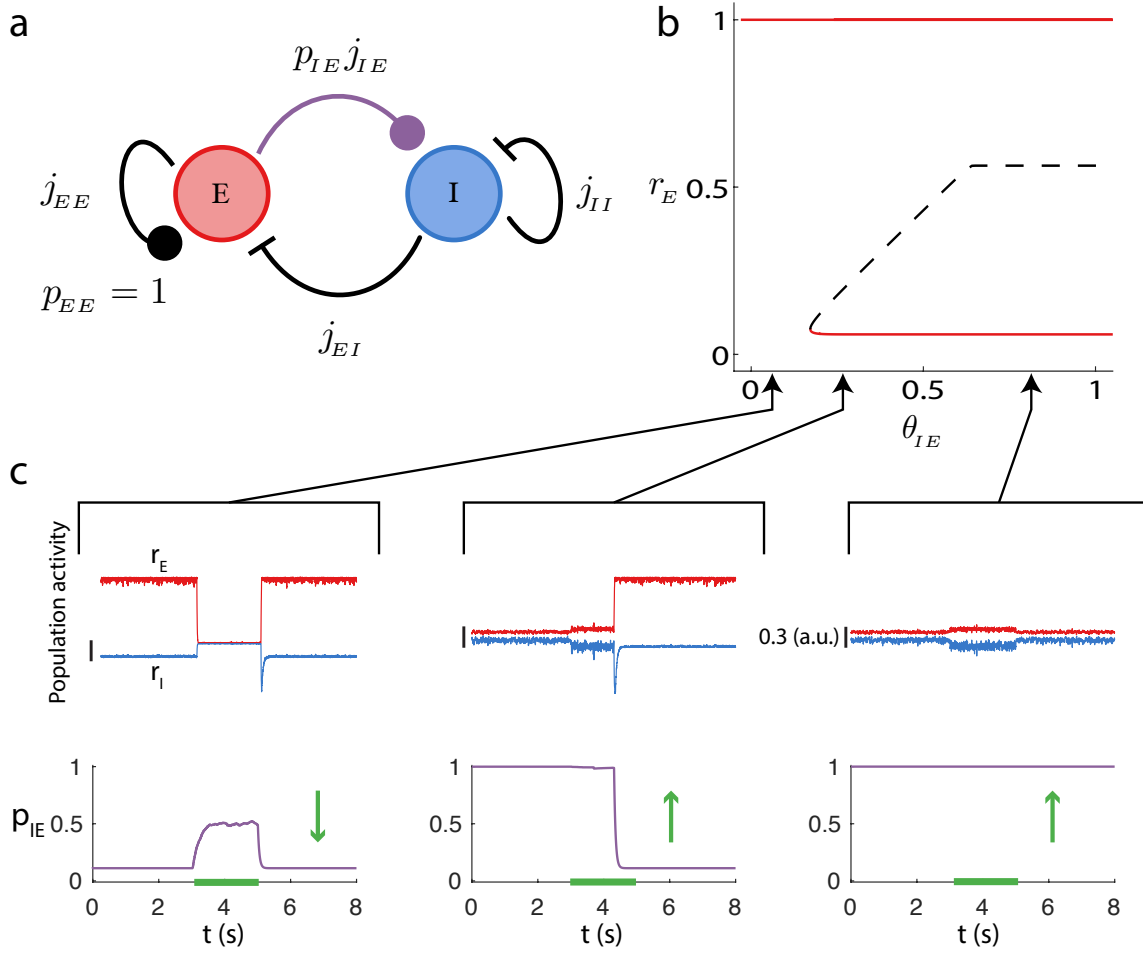 a
b
p_IE j_IE
j_EE
E
I
j_II
p_EE = 1
j_EI
1
r_E 0.5
0
0 0.5 1
θ_IE
c
Population activity
r_E
r_I
0.3 (a.u.)
p_IE
1
0.5
0
0 2 4 6 8
t (s)
1
0.5
0
0 2 4 6 8
t (s)
1
0.5
0
0 2 4 6 8
t (s)